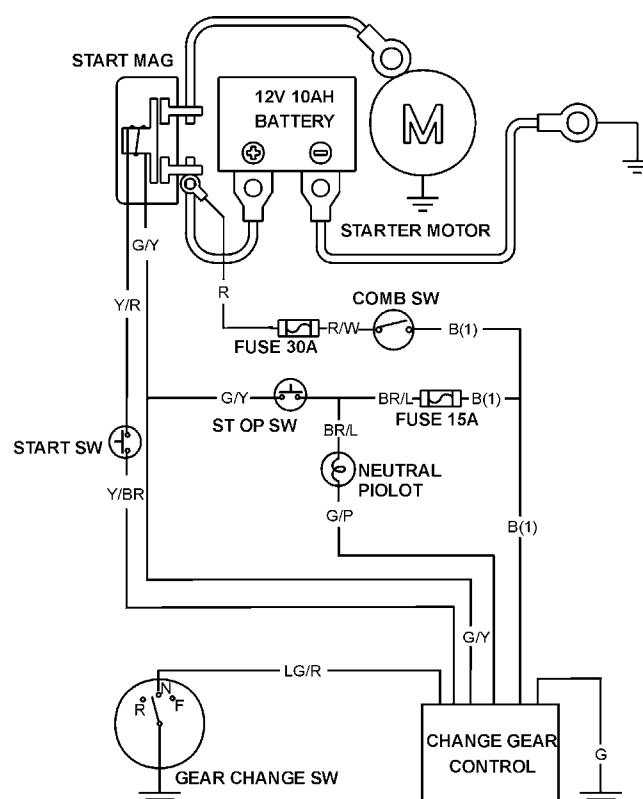 START MAG
12V 10AH
BATTERY
M
STARTER MOTOR
G/Y
Y/R
R
COMB SW
R/W
B(1)
FUSE 30A
G/Y
BR/L
B(1)
ST OP SW
FUSE 15A
BR/L
START SW
NEUTRAL
PIOLOT
Y/BR
G/P
B(1)
G/Y
LG/R
N
R
F
GEAR CHANGE SW
CHANGE GEAR
CONTROL
G